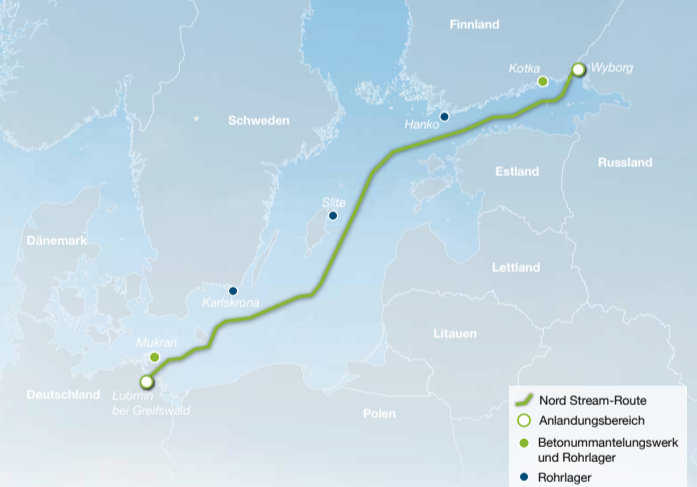 Finnland
Kotka
Wyborg
Hanko
Schweden
Estland
Russland
Slite
Dänemark
Lettland
Karlskrona
Litauen
Mukran
Deutschland
Lubmin
bei Greifswald
Polen
Nord Stream-Route
Anlandungsbereich
Betonummantelungswerk
und Rohrlager
Rohrlager